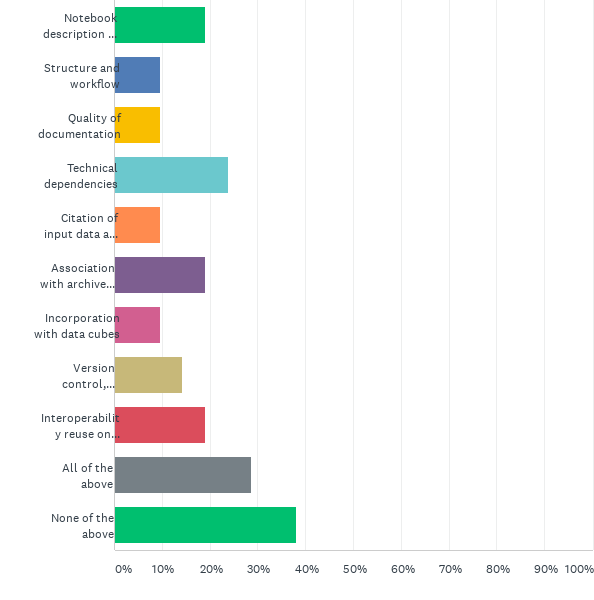 Notebook
description ...
Structure and
workflow
Quality of
documentation
Technical
dependencies
Citation of
input data a...
Association
with archive...
Incorporation
with data cubes
Version
control,...
Interoperabilit
y reuse on...
All of the
above
None of the
above
0% 10% 20% 30% 40% 50% 60% 70% 80% 90% 100%